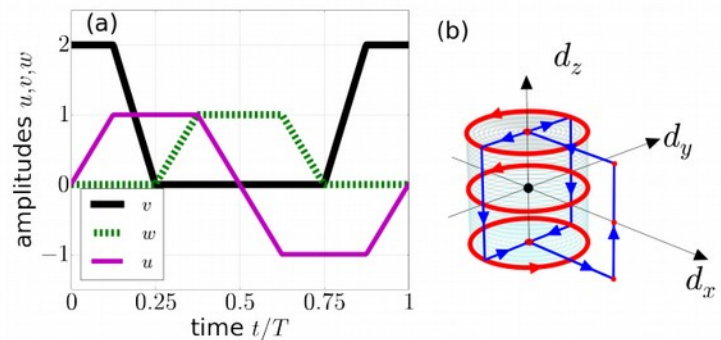 (a)
amplitudes u,v,w
2
1
0
−1
v
w
u
0
0.25
0.5
0.75
1
time t/T
(b)
d_z
d_y
d_x